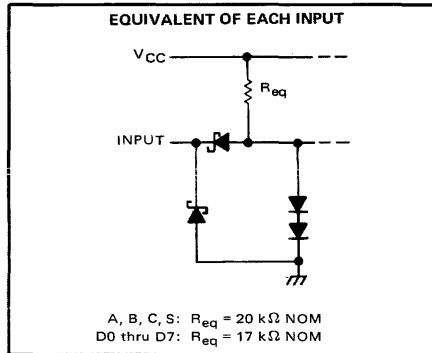 EQUIVALENT OF EACH INPUT
VCC
Req
INPUT
A, B, C, S: Req = 20 kΩ NOM
D0 thru D7: Req = 17 kΩ NOM